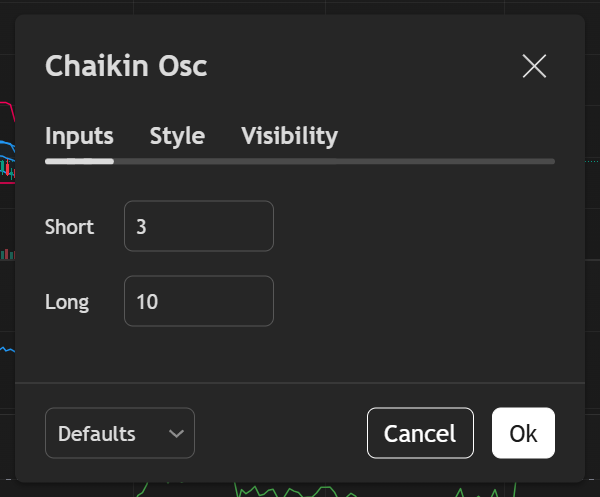 Chaikin Osc
Inputs Style Visibility
Short 3
Long 10
Defaults Cancel Ok